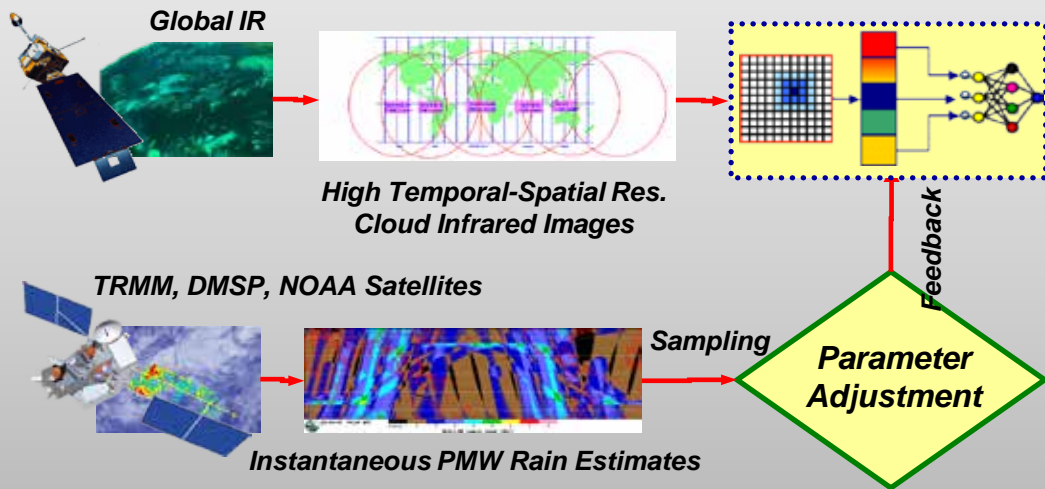 Global IR
High Temporal-Spatial Res.
Cloud Infrared Images
TRMM, DMSP, NOAA Satellites
Instantaneous PMW Rain Estimates
Sampling
Feedback
Parameter
Adjustment